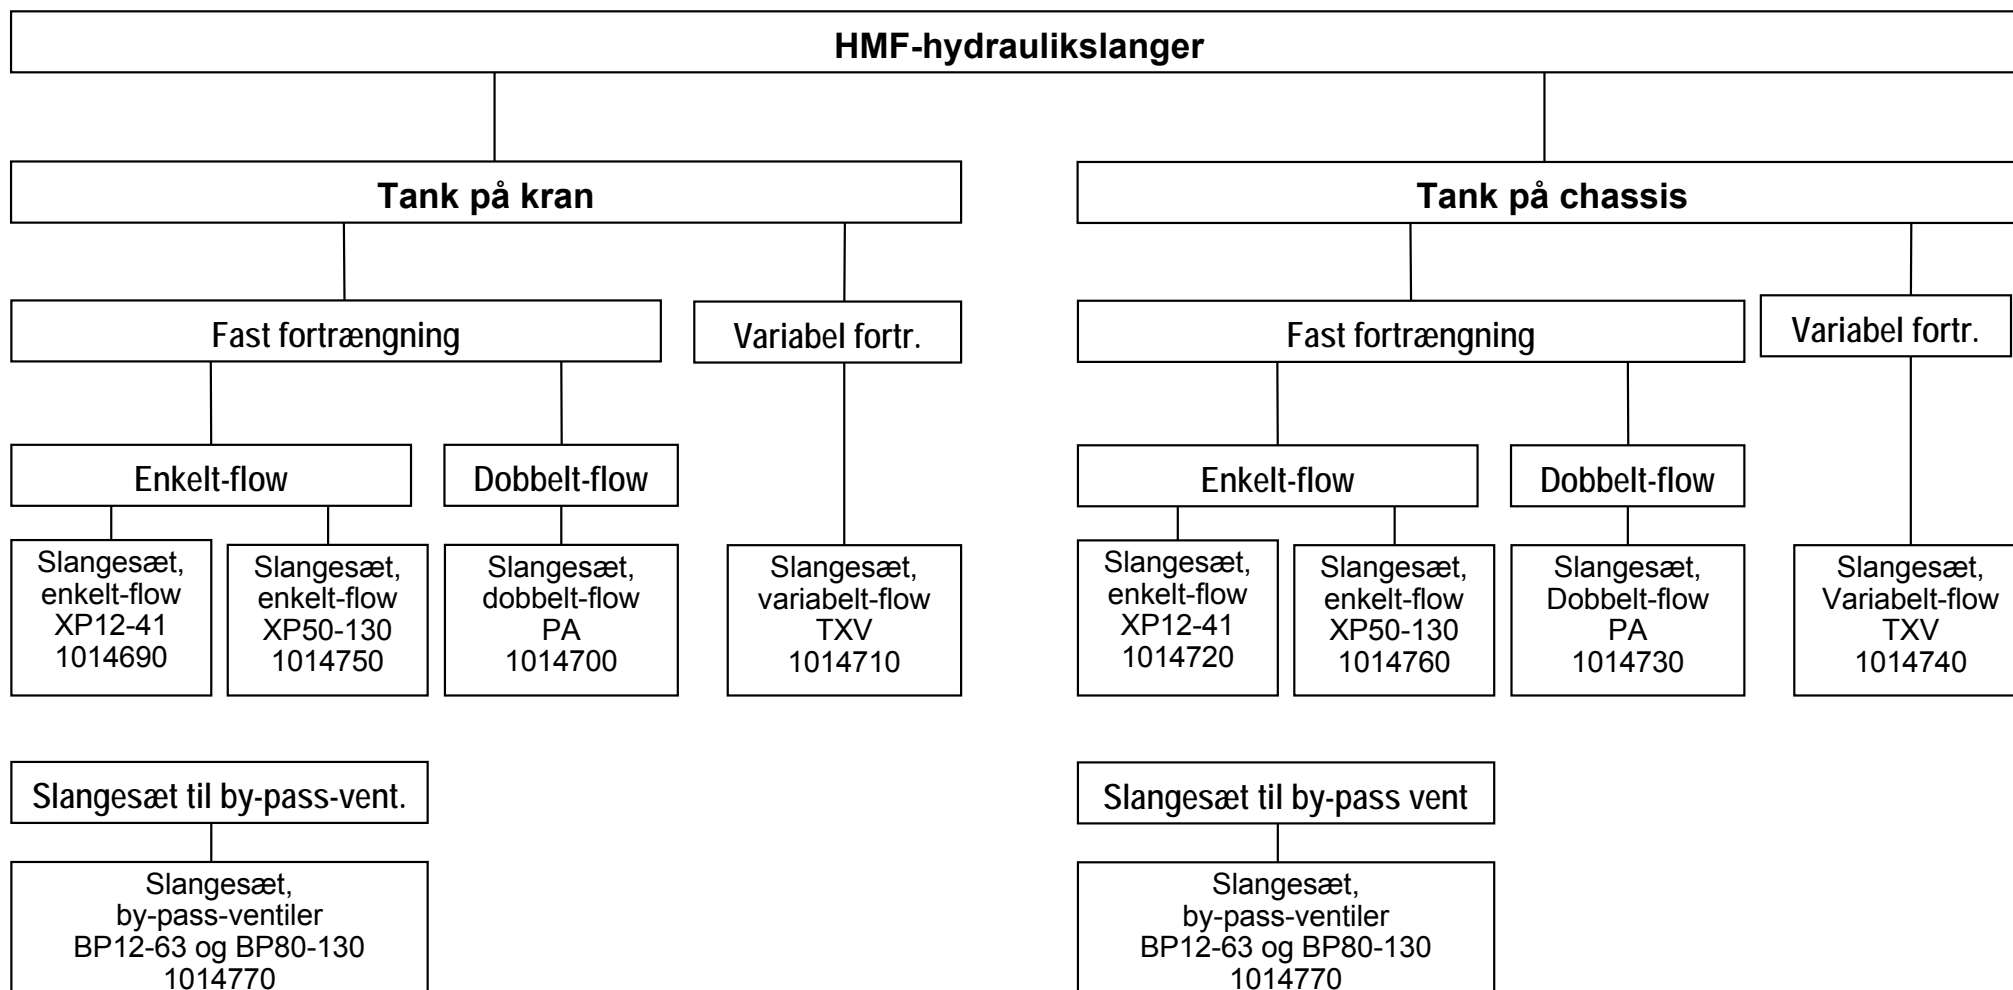 HMF-hydraulikslanger
Tank på kran
Tank på chassis
Fast fortrængning
Variabel fortr.
Fast fortrængning
Variabel fortr.
Enkelt-flow
Dobbelt-flow
Enkelt-flow
Dobbelt-flow
Slangesæt,
enkelt-flow
XP12-41
1014690
Slangesæt,
enkelt-flow
XP50-130
1014750
Slangesæt,
dobbelt-flow
PA
1014700
Slangesæt,
variabelt-flow
TXV
1014710
Slangesæt,
enkelt-flow
XP12-41
1014720
Slangesæt,
enkelt-flow
XP50-130
1014760
Slangesæt,
Dobbelt-flow
PA
1014730
Slangesæt,
Variabelt-flow
TXV
1014740
Slangesæt til by-pass-vent.
Slangesæt til by-pass vent
Slangesæt,
by-pass-ventiler
BP12-63 og BP80-130
1014770
Slangesæt,
by-pass-ventiler
BP12-63 og BP80-130
1014770